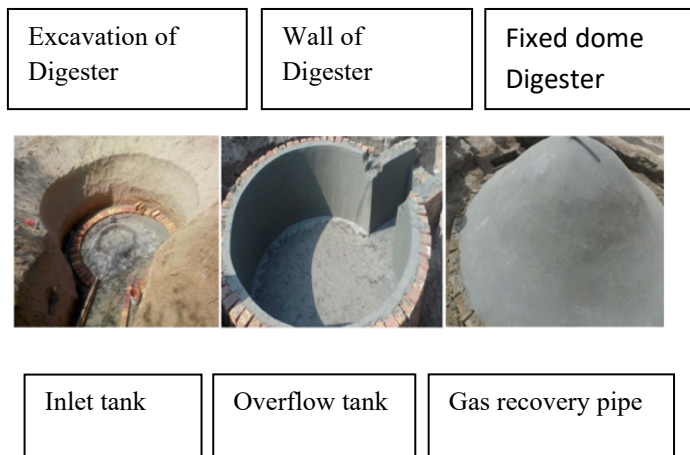 Excavation of
Digester
Wall of
Digester
Fixed dome
Digester
Inlet tank
Overflow tank
Gas recovery pipe